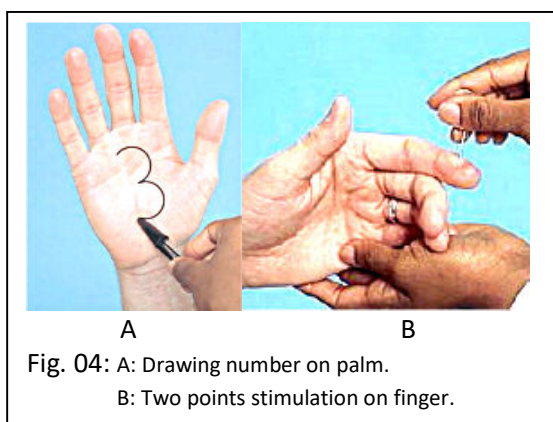 3
A B
Fig. 04: A: Drawing number on palm.
B: Two points stimulation on finger.